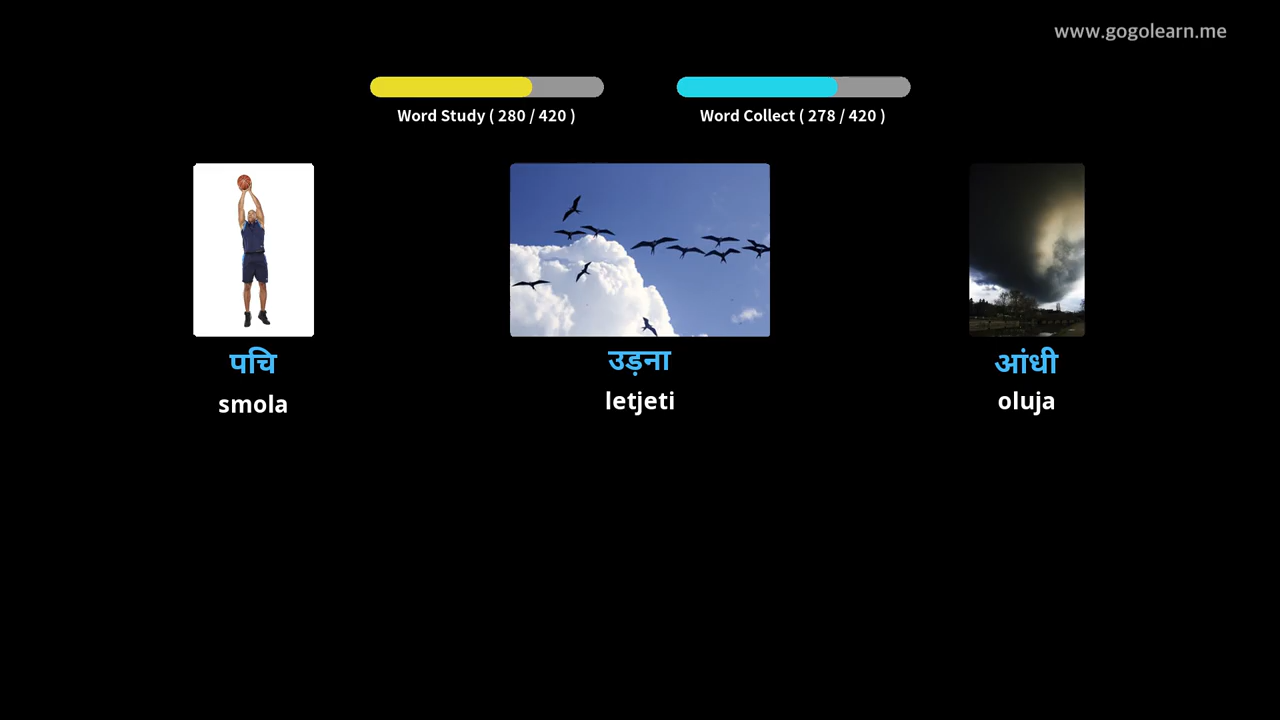 www.gogolearn.me
Word Study ( 280 / 420 )
Word Collect ( 278 / 420 )
पचि
smola
उड़ना
letjeti
आंधी
oluja